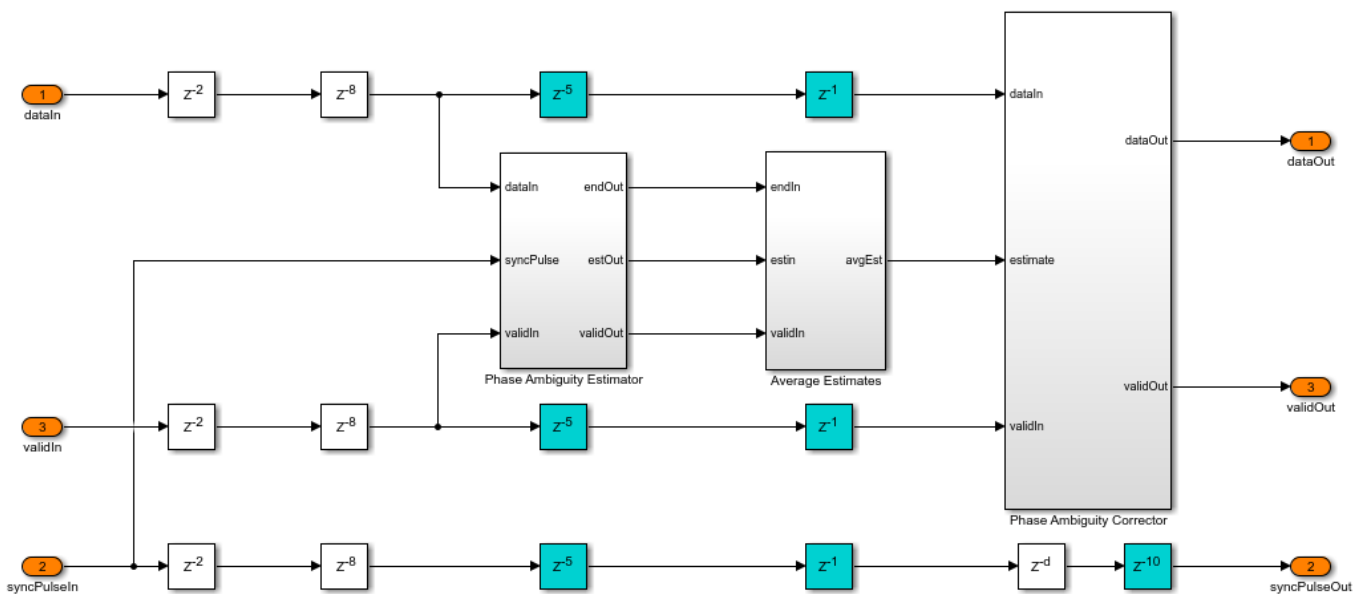 z-2
z-8
z-5
z-1
1
dataIn
dataIn
dataOut
1
dataOut
dataIn
endOut
endIn
syncPulse
estOut
estin
avgEst
estimate
validIn
validOut
validIn
Phase Ambiguity Estimator
Average Estimates
validOut
3
validOut
3
validIn
z-2
z-8
z-5
z-1
validIn
Phase Ambiguity Corrector
2
syncPulseIn
z-2
z-8
z-5
z-1
z-d
z-10
2
syncPulseOut